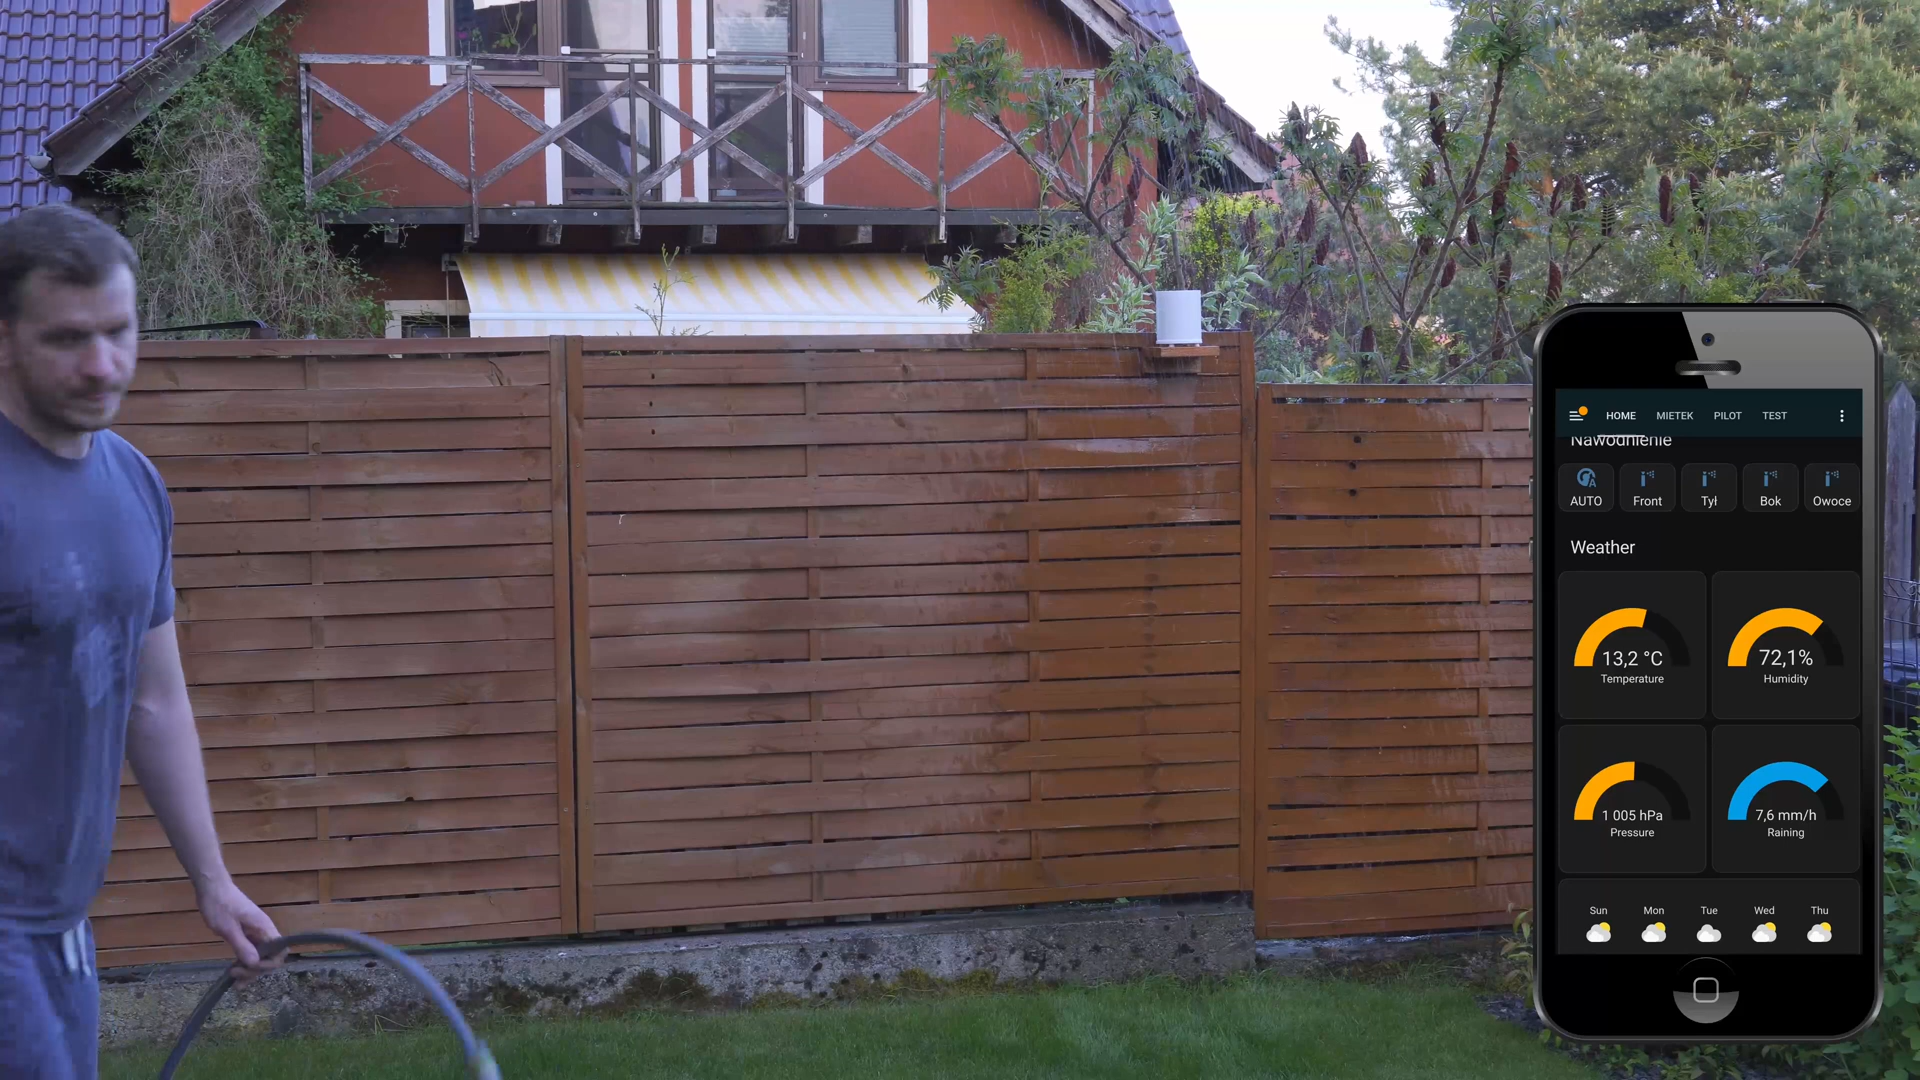 HOME MIETEK PILOT TEST
Nawodnienie
AUTO Front Tył Bok Owoce
Weather
13,2 °C
Temperature
72,1%
Humidity
1 005 hPa
Pressure
7,6 mm/h
Raining
Sun Mon Tue Wed Thu